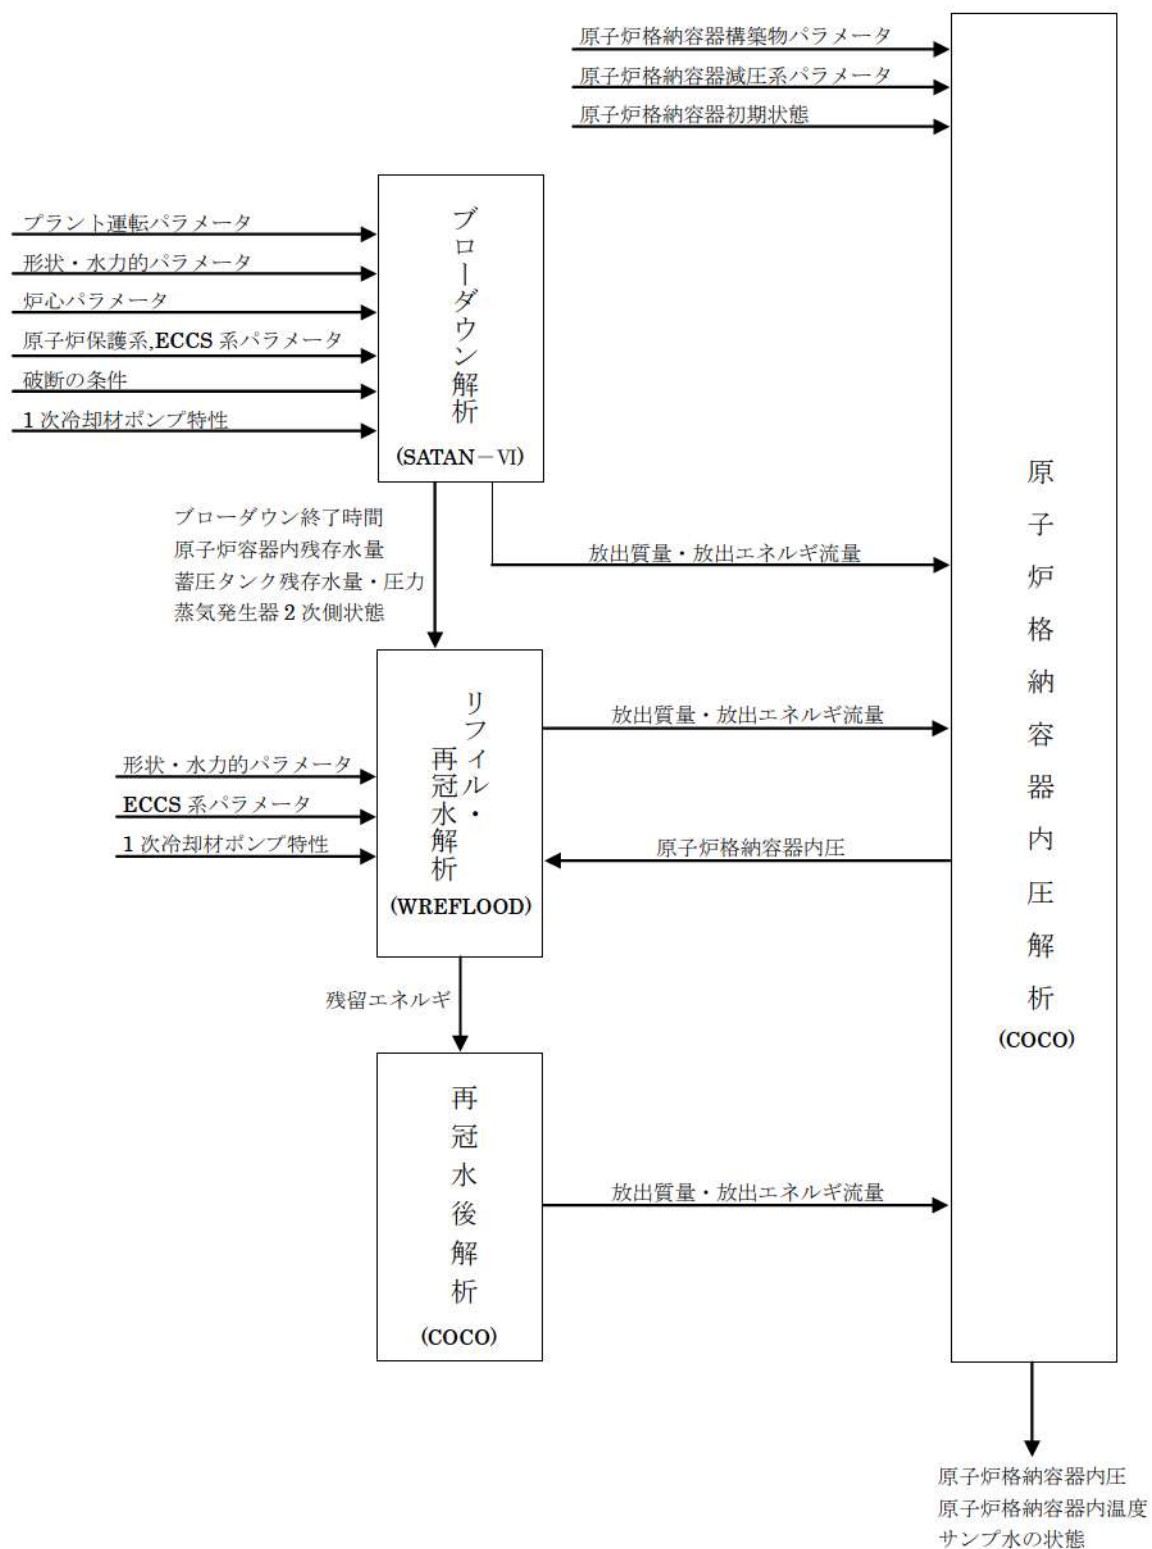 原子炉格納容器構築物パラメータ
原子炉格納容器減圧系パラメータ
原子炉格納容器初期状態
プラント運転パラメータ
形状・水力的パラメータ
炉心パラメータ
原子炉保護系,ECCS 系パラメータ
破断の条件
1 次冷却材ポンプ特性
ブローダウン解析
(SATAN－Ⅵ)
ブローダウン終了時間
原子炉容器内残存水量
蓄圧タンク残存水量・圧力
蒸気発生器 2 次側状態
放出質量・放出エネルギ流量
形状・水力的パラメータ
ECCS 系パラメータ
1 次冷却材ポンプ特性
リフィル・
再冠水解析
(WREFLOOD)
放出質量・放出エネルギ流量
原子炉格納容器内圧
残留エネルギ
再冠水後解析
(COCO)
放出質量・放出エネルギ流量
原子炉格納容器内圧解析
(COCO)
原子炉格納容器内圧
原子炉格納容器内温度
サンプ水の状態